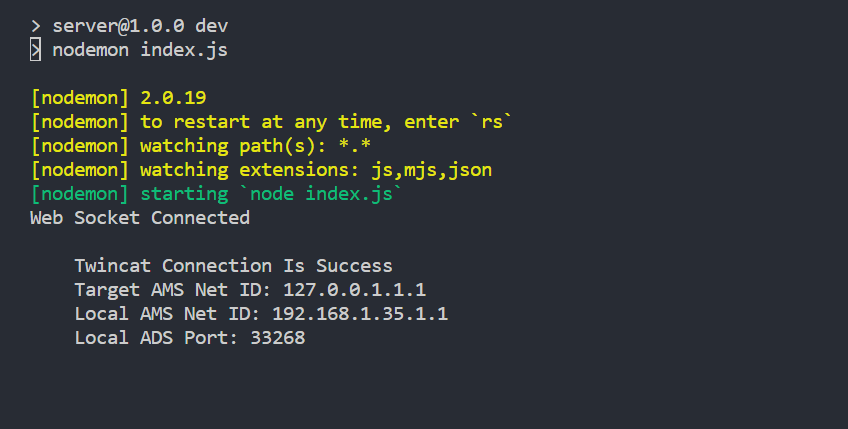 > server@1.0.0 dev
> nodemon index.js
[nodemon] 2.0.19
[nodemon] to restart at any time, enter `rs`
[nodemon] watching path(s): *.*
[nodemon] watching extensions: js,mjs,json
[nodemon] starting `node index.js`
Web Socket Connected
Twincat Connection Is Success
Target AMS Net ID: 127.0.0.1.1.1
Local AMS Net ID: 192.168.1.35.1.1
Local ADS Port: 33268